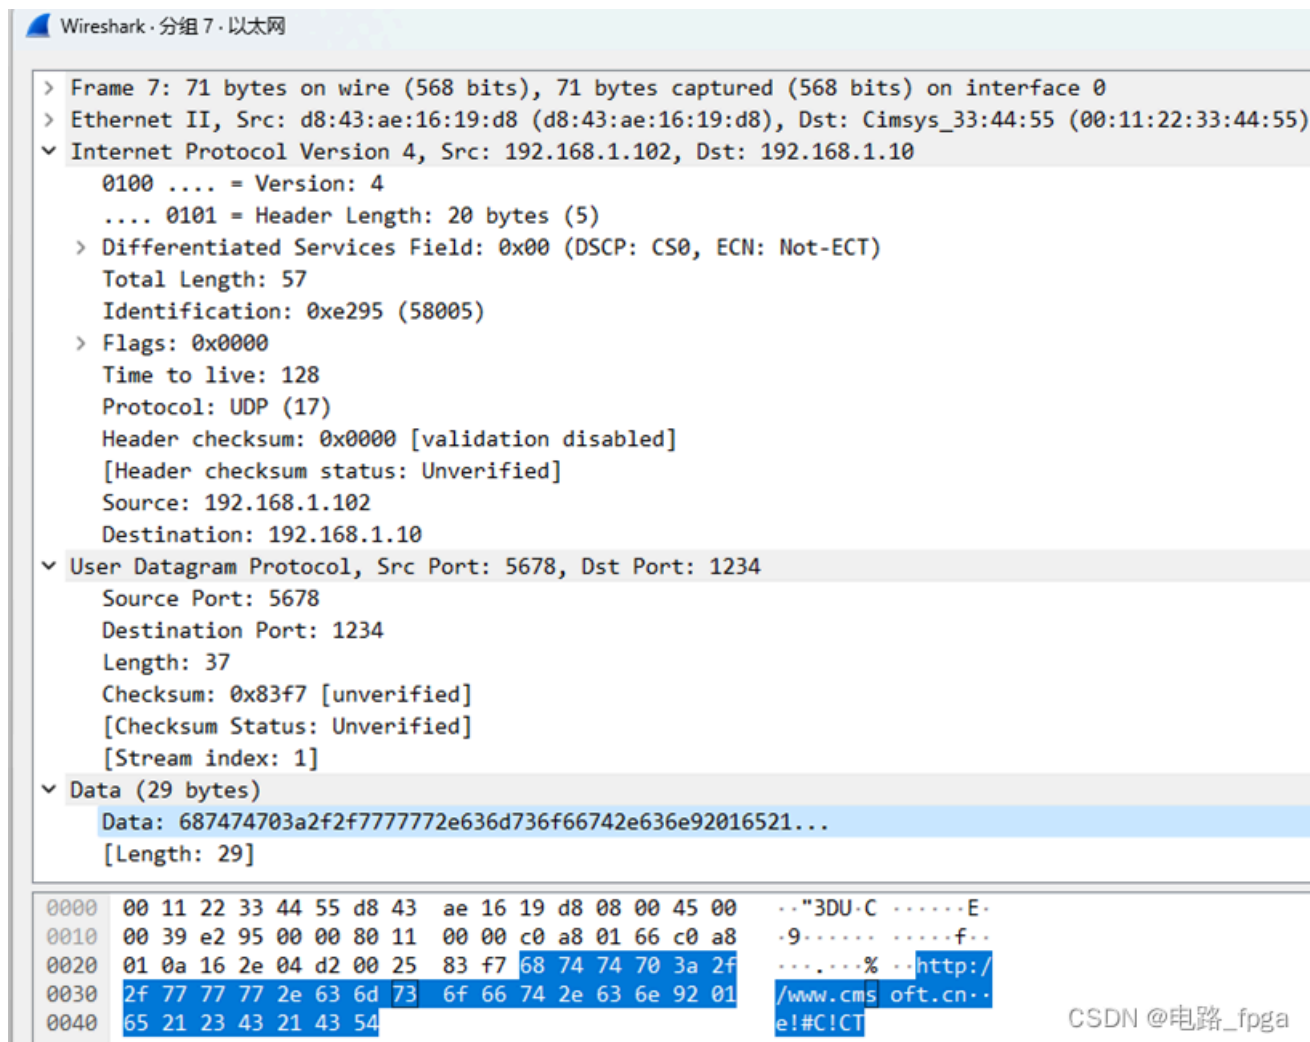 Wireshark · 分组 7 · 以太网
Frame 7: 71 bytes on wire (568 bits), 71 bytes captured (568 bits) on interface 0
Ethernet II, Src: d8:43:ae:16:19:d8 (d8:43:ae:16:19:d8), Dst: Cimsys_33:44:55 (00:11:22:33:44:55)
Internet Protocol Version 4, Src: 192.168.1.102, Dst: 192.168.1.10
0100 .... = Version: 4
.... 0101 = Header Length: 20 bytes (5)
Differentiated Services Field: 0x00 (DSCP: CS0, ECN: Not-ECT)
Total Length: 57
Identification: 0xe295 (58005)
Flags: 0x0000
Time to live: 128
Protocol: UDP (17)
Header checksum: 0x0000 [validation disabled]
[Header checksum status: Unverified]
Source: 192.168.1.102
Destination: 192.168.1.10
User Datagram Protocol, Src Port: 5678, Dst Port: 1234
Source Port: 5678
Destination Port: 1234
Length: 37
Checksum: 0x83f7 [unverified]
[Checksum Status: Unverified]
[Stream index: 1]
Data (29 bytes)
Data: 687474703a2f2f7777772e636d736f66742e636e92016521...
[Length: 29]
0000 00 11 22 33 44 55 d8 43 ae 16 19 d8 08 00 45 00 ··"3DU·C ······E·
0010 00 39 e2 95 00 00 80 11 00 00 c0 a8 01 66 c0 a8 ·9······ ·····f··
0020 01 0a 16 2e 04 d2 00 25 83 f7 68 74 74 70 3a 2f ···.···% ··http:/
0030 2f 77 77 77 2e 63 6d 73 6f 66 74 2e 63 6e 92 01 /www.cms oft.cn··
0040 65 21 23 43 21 43 54 e!#C!CT
CSDN @电路_fpga